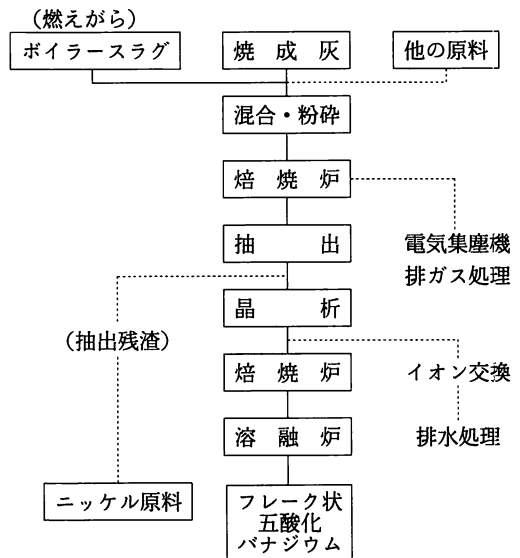 (燃えがら)
ボイラースラグ
焼成灰
他の原料
混合・粉砕
焙焼炉
抽出
電気集塵機
排ガス処理
晶析
(抽出残渣)
焙焼炉
イオン交換
溶融炉
排水処理
ニッケル原料
フレーク状
五酸化
バナジウム